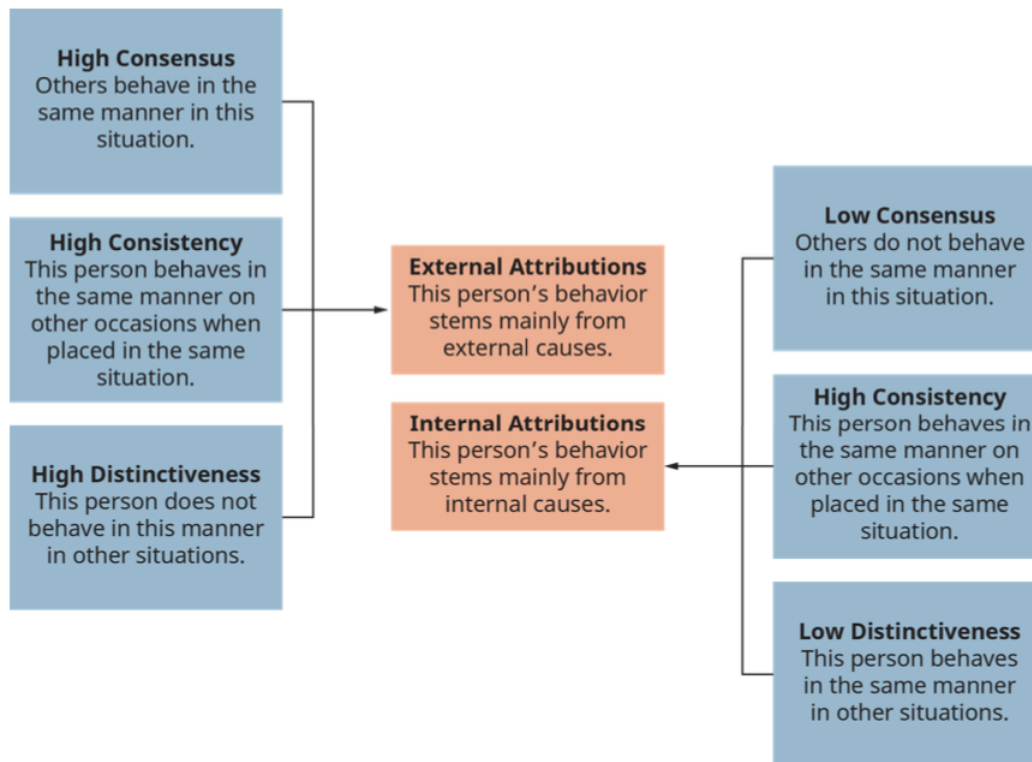 High Consensus
Others behave in the
same manner in this
situation.
High Consistency
This person behaves in
the same manner on
other occasions when
placed in the same
situation.
High Distinctiveness
This person does not
behave in this manner
in other situations.
External Attributions
This person’s behavior
stems mainly from
external causes.
Internal Attributions
This person’s behavior
stems mainly from
internal causes.
Low Consensus
Others do not behave
in the same manner
in this situation.
High Consistency
This person behaves in
the same manner on
other occasions when
placed in the same
situation.
Low Distinctiveness
This person behaves
in the same manner
in other situations.